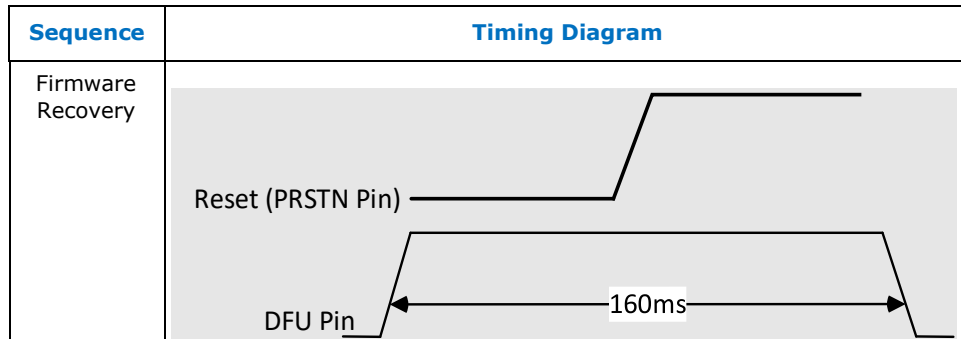 Sequence
Timing Diagram
Firmware
Recovery
Reset (PRSTN Pin)
160ms
DFU Pin